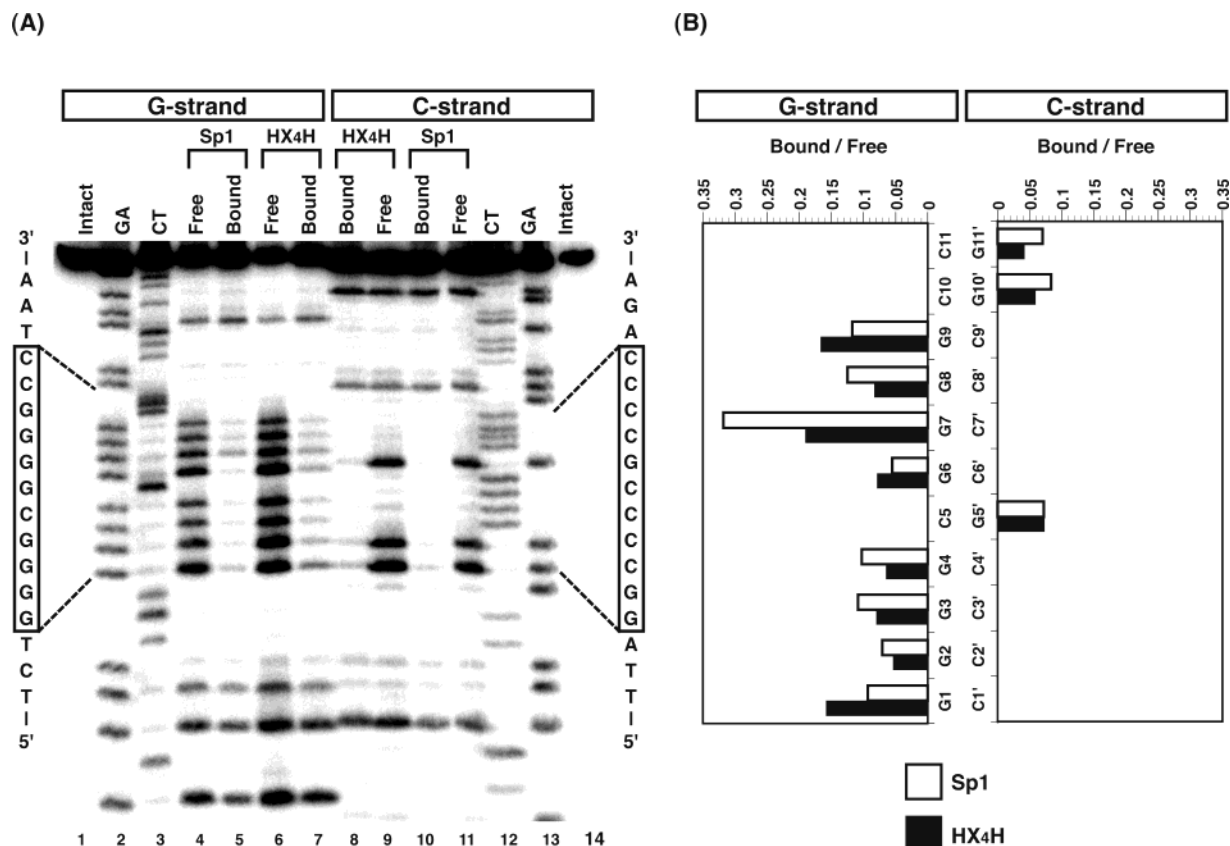 (A)
G-strand C-strand
Sp1 HX4H HX4H Sp1
Intact GA CT Free Bound Free Bound Bound Free Bound Free CT GA Intact
3'
A
A
T
C
C
G
G
G
G
C
G
G
G
G
T
C
T
5'
3'
A
G
A
C
C
C
C
G
C
C
C
C
G
G
A
T
T
5'
1 2 3 4 5 6 7 8 9 10 11 12 13 14
(B)
G-strand C-strand
Bound / Free Bound / Free
0.35 0.3 0.25 0.2 0.15 0.1 0.05 0
0 0.05 0.1 0.15 0.2 0.25 0.3 0.35
C11 G11'
C10 G10'
G9 C9'
G8 C8'
G7 C7'
G6 C6'
C5 G5'
G4 C4'
G3 C3'
G2 C2'
G1 C1'
Sp1
HX4H